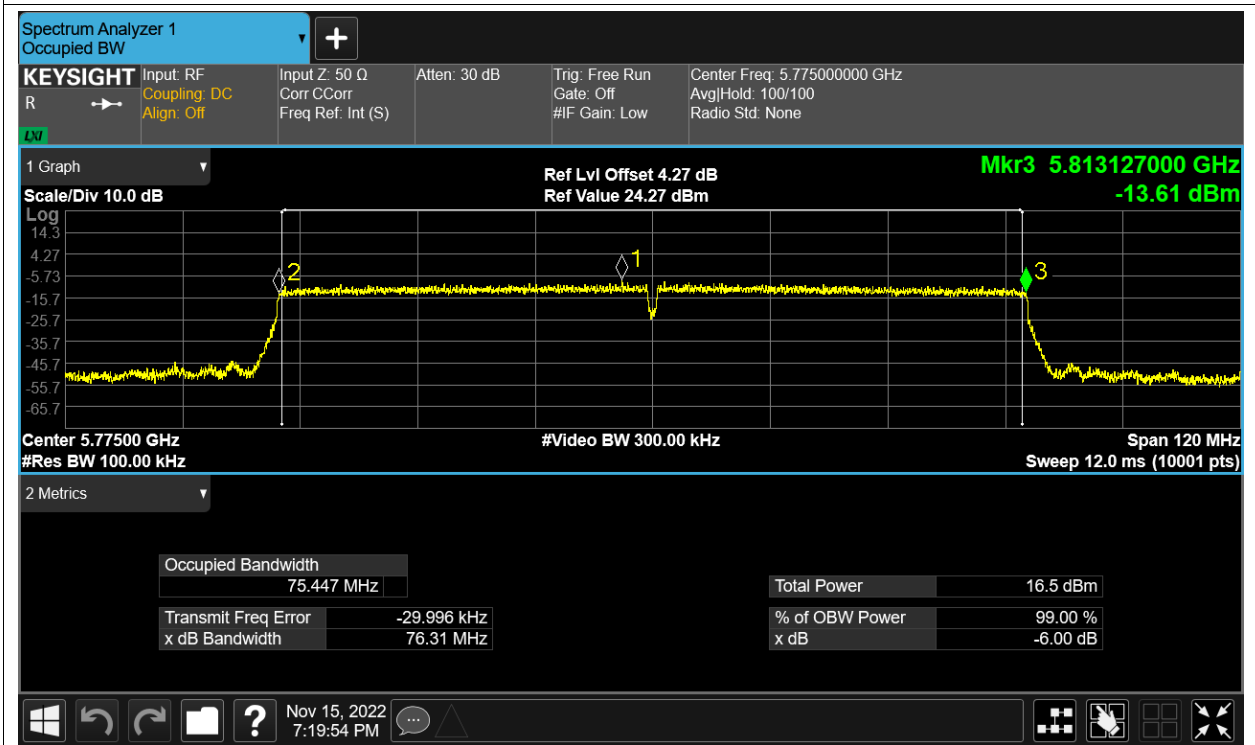 Spectrum Analyzer 1
Occupied BW
KEYSIGHT
R
LXI
Input: RF
Coupling: DC
Align: Off
Input Z: 50 Ω
Corr CCorr
Freq Ref: Int (S)
Atten: 30 dB
Trig: Free Run
Gate: Off
#IF Gain: Low
Center Freq: 5.775000000 GHz
Avg|Hold: 100/100
Radio Std: None
1 Graph
Scale/Div 10.0 dB
Ref Lvl Offset 4.27 dB
Ref Value 24.27 dBm
Mkr3 5.813127000 GHz
-13.61 dBm
Log
14.3
4.27
-5.73
-15.7
-25.7
-35.7
-45.7
-55.7
-65.7
2
1
3
Center 5.77500 GHz
#Video BW 300.00 kHz
Span 120 MHz
#Res BW 100.00 kHz
Sweep 12.0 ms (10001 pts)
2 Metrics
Occupied Bandwidth
75.447 MHz
Total Power 16.5 dBm
Transmit Freq Error -29.996 kHz
% of OBW Power 99.00 %
x dB Bandwidth 76.31 MHz
x dB -6.00 dB
?
Nov 15, 2022
7:19:54 PM